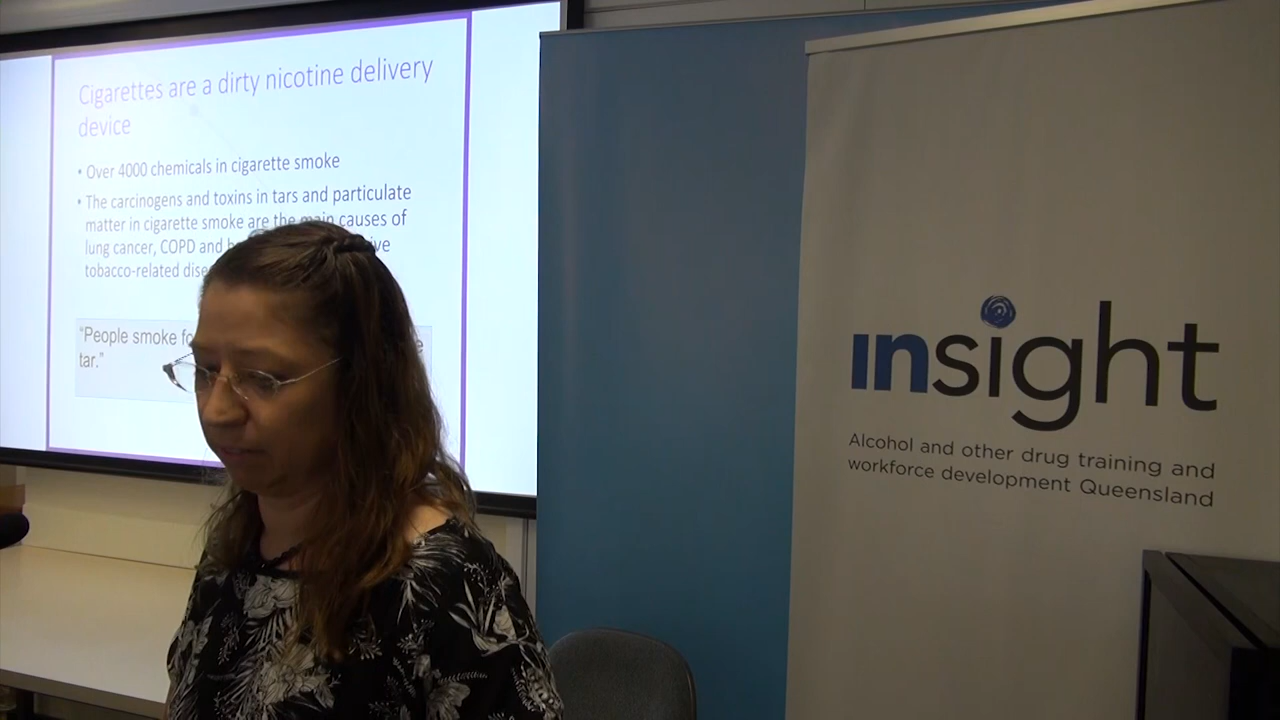 Cigarettes are a dirty nicotine delivery
device
• Over 4000 chemicals in cigarette smoke
• The carcinogens and toxins in tars and particulate
matter in cigarette smoke are the main causes of
lung cancer, COPD and
tobacco-related
"People smoke
tar."
insight
Alcohol and other drug training and
workforce development Queensland